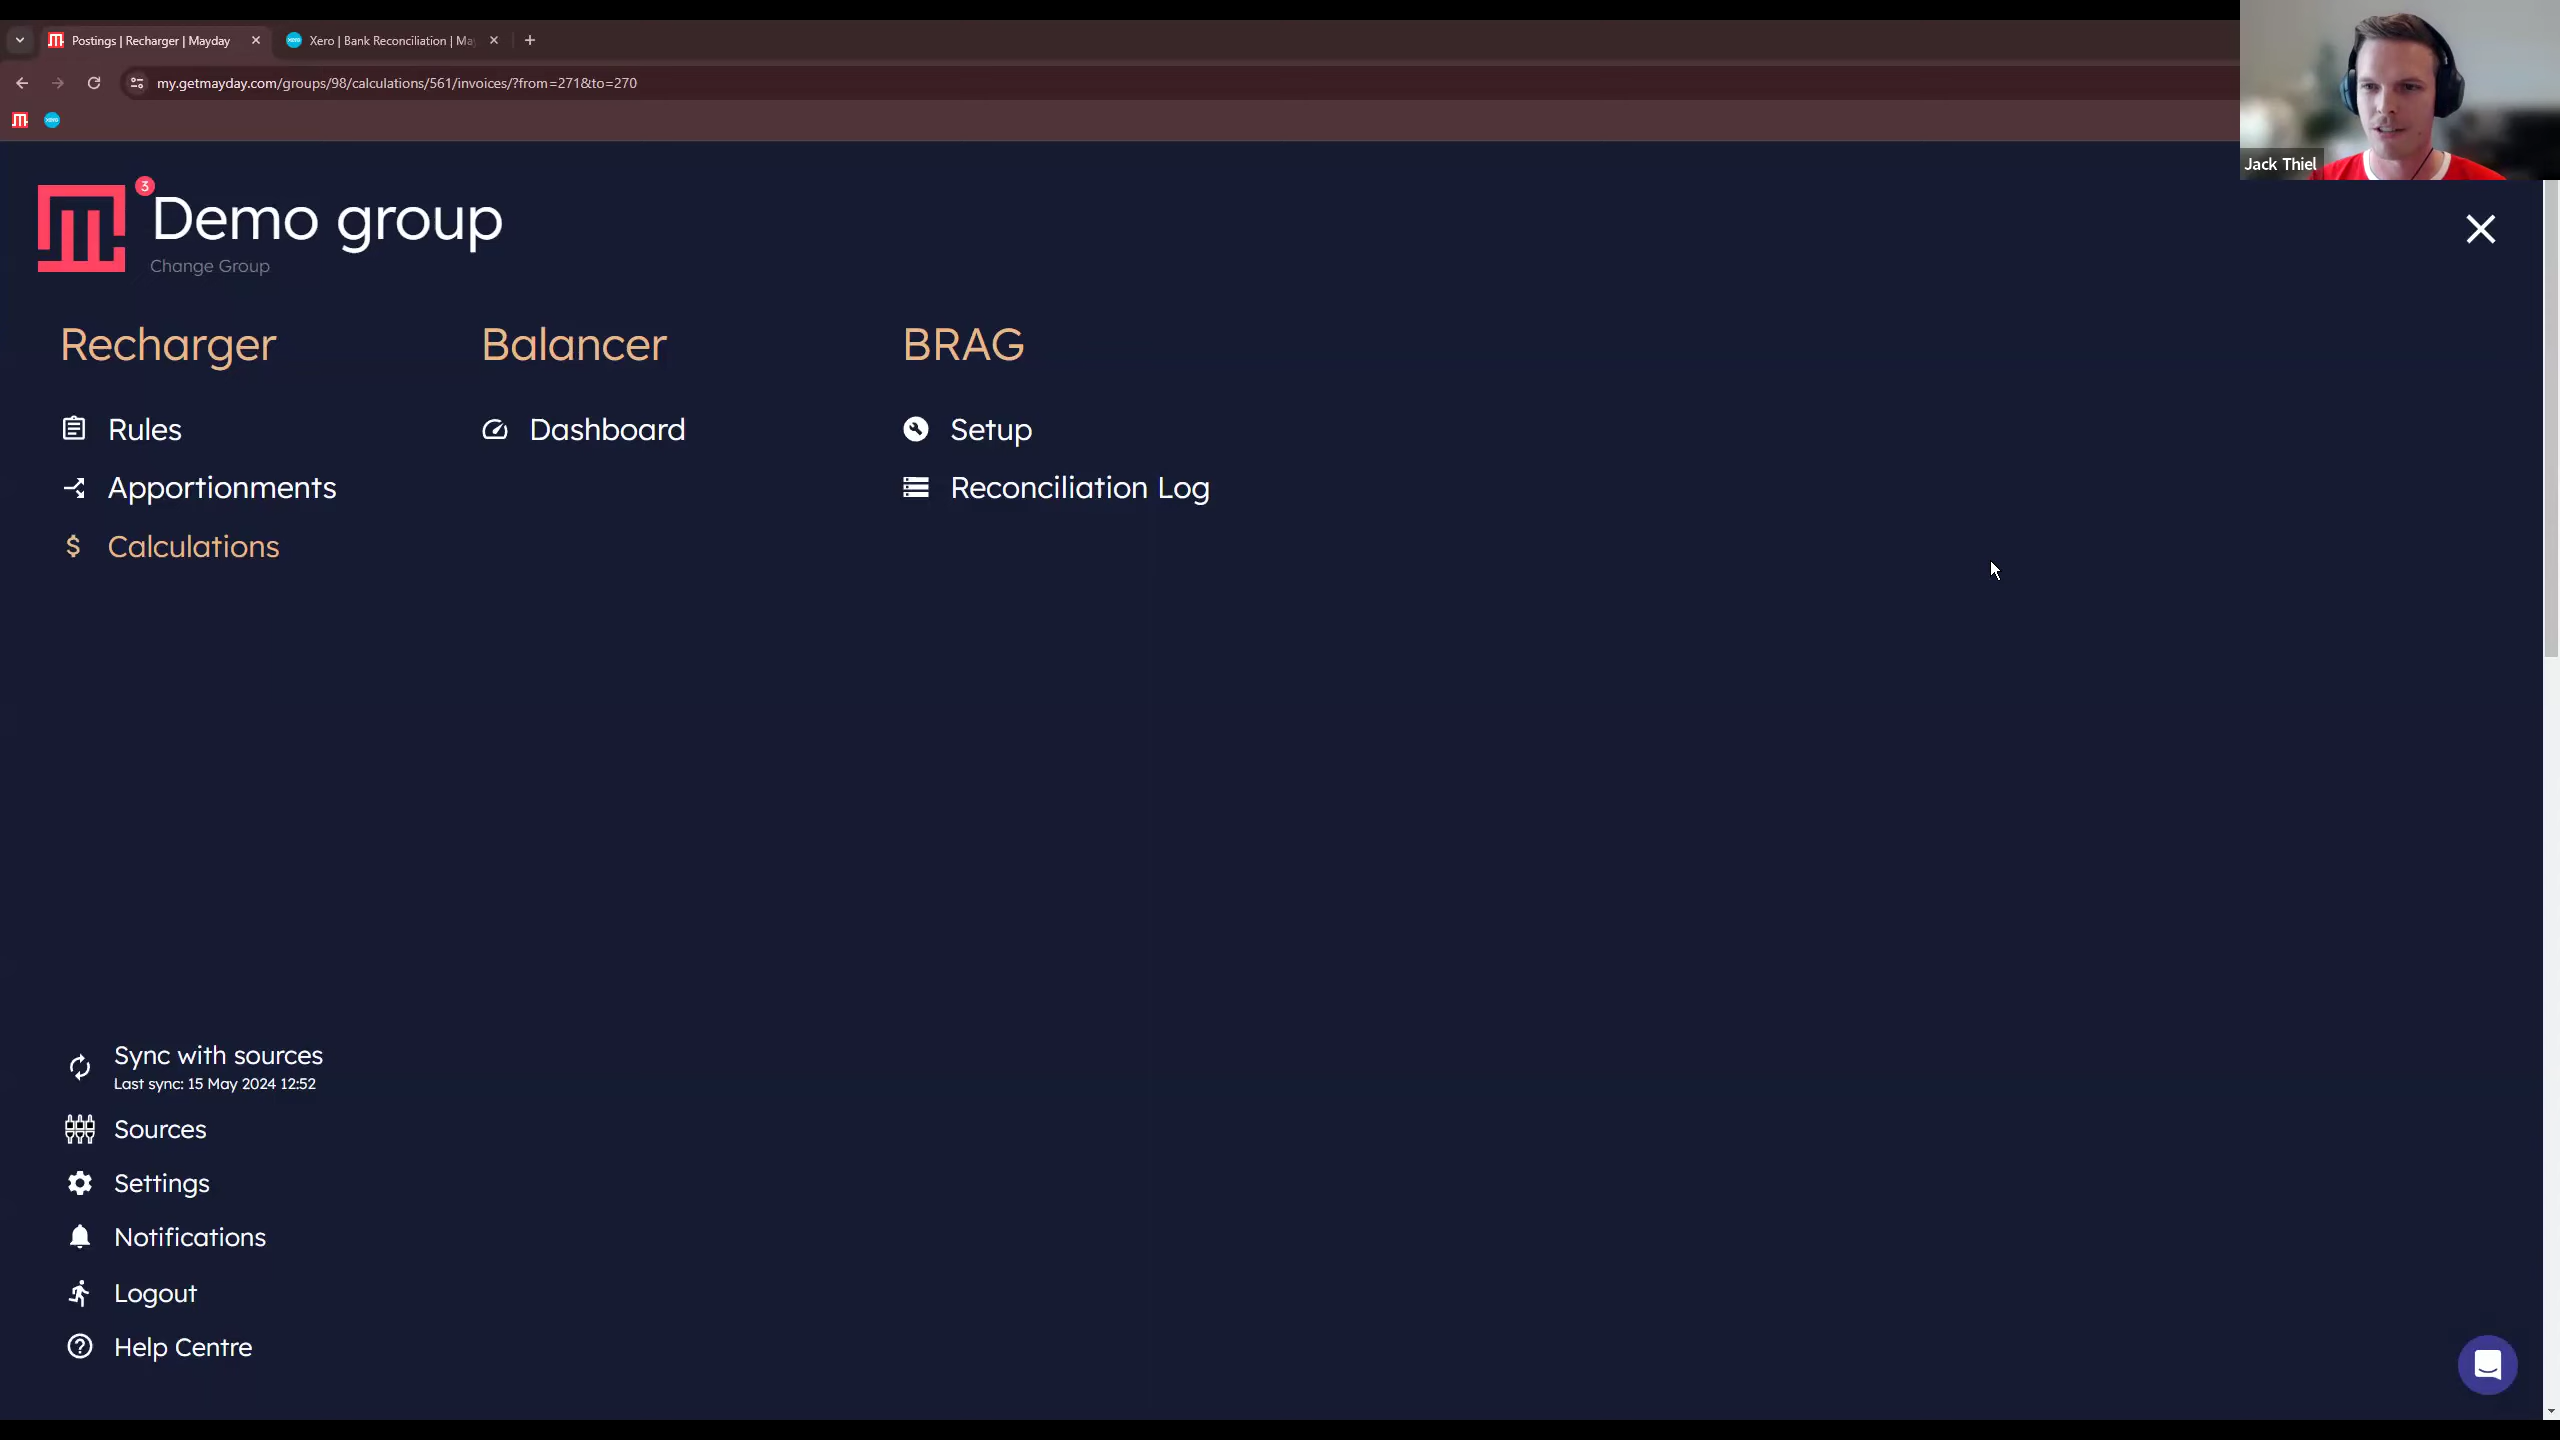 Postings | Recharger | Mayday
Xero | Bank Reconciliation | Ma
my.getmayday.com/groups/98/calculations/561/invoices/?from=271&to=270
Jack Thiel
3
Demo group
Change Group
Recharger
Balancer
BRAG
Rules
Dashboard
Setup
Apportionments
Reconciliation Log
Calculations
Sync with sources
Last sync: 15 May 2024 12:52
Sources
Settings
Notifications
Logout
Help Centre